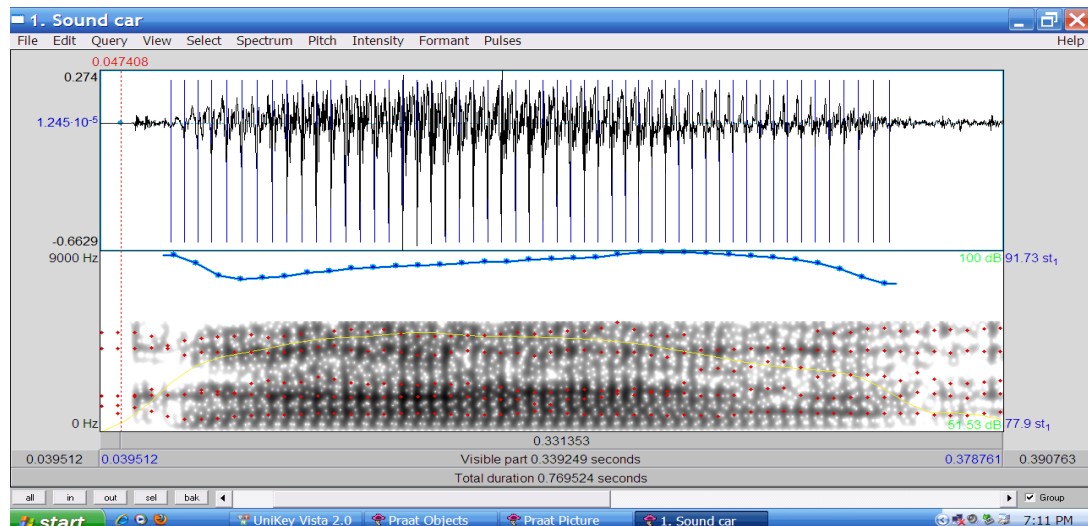 1. Sound car
File Edit Query View Select Spectrum Pitch Intensity Formant Pulses Help
0.047408
0.274
1.245·10-5
-0.6629
9000 Hz 100 dB 91.73 st1
0 Hz 51.53 dB 77.9 st1
0.331353
0.039512 0.039512 Visible part 0.339249 seconds 0.378761 0.390763
Total duration 0.769524 seconds
all in out sel bak Group
start UniKey Vista 2.0 Praat Objects Praat Picture 1. Sound car 7:11 PM